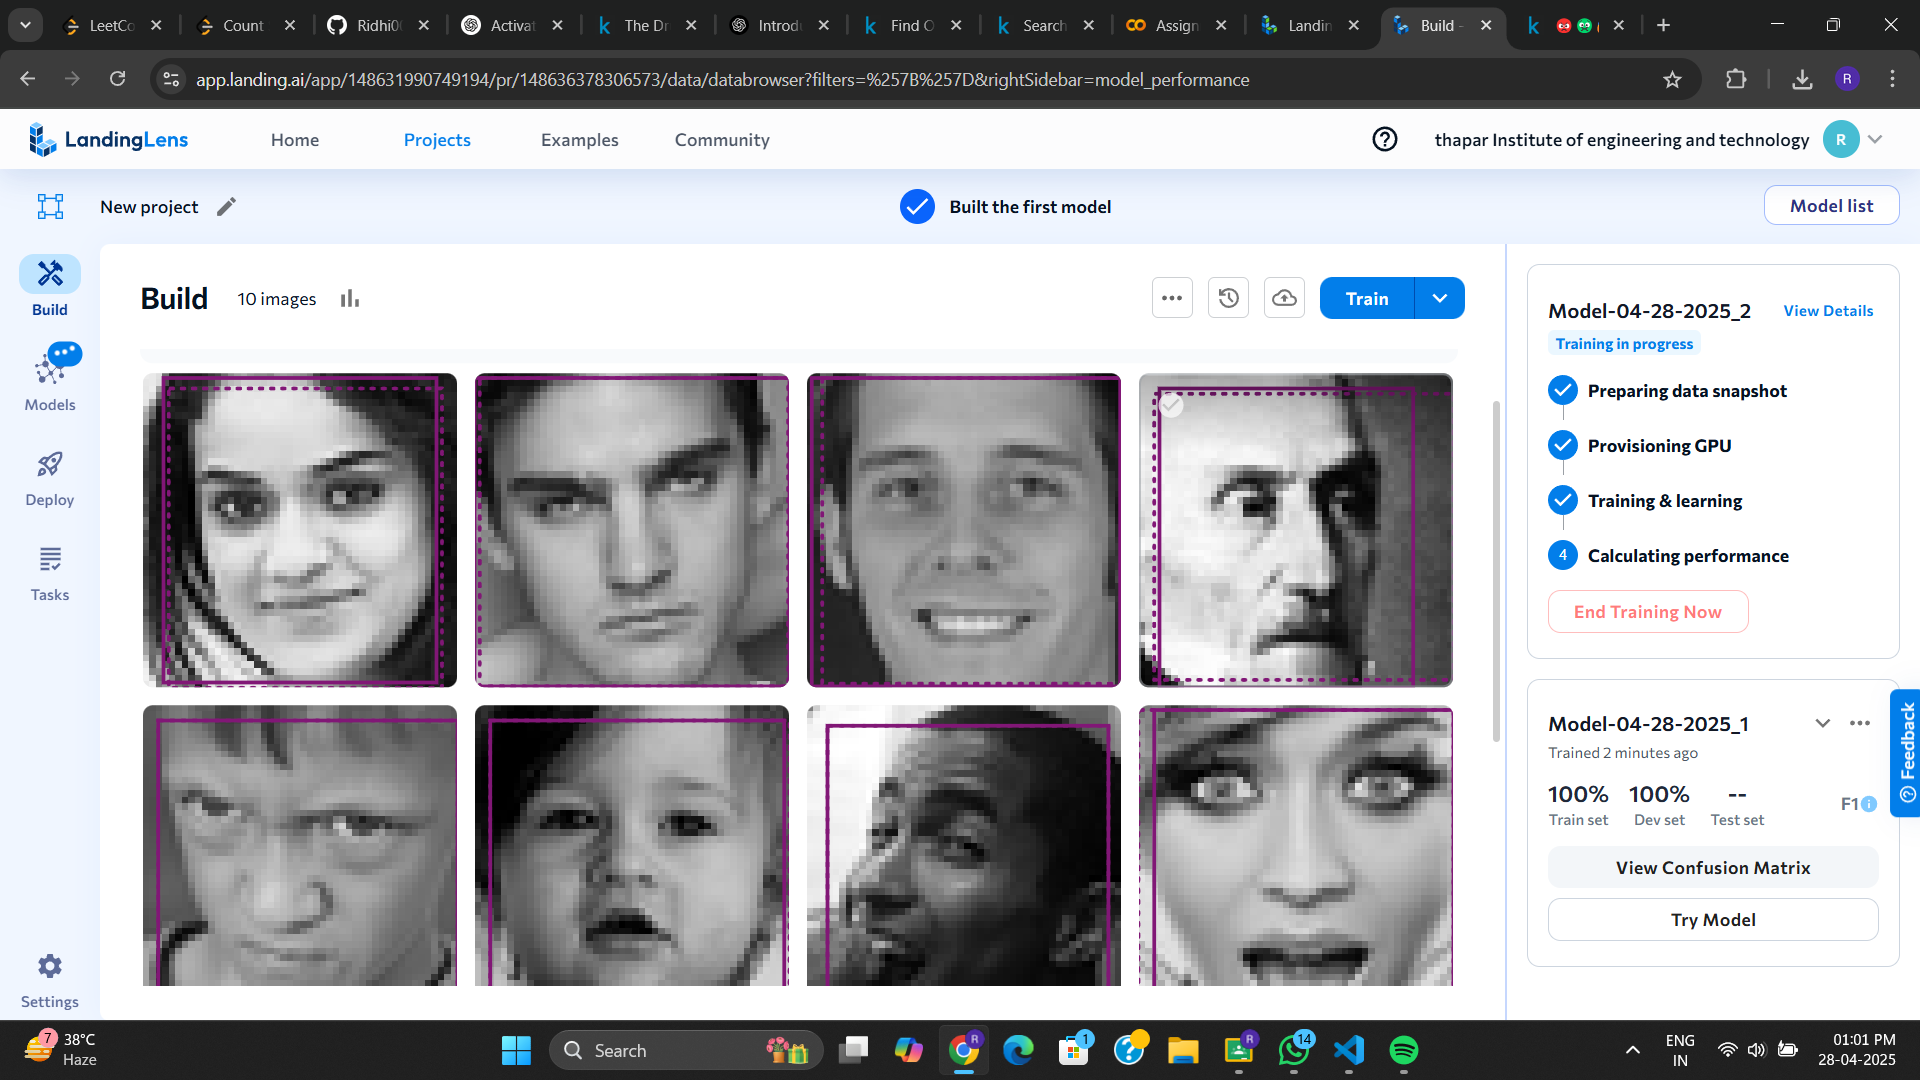 LeetCo
Count
Ridhi0
Activat
The Dr
Introdu
Find O
Search
Assign
Landin
Build -
app.landing.ai/app/148631990749194/pr/148636378306573/data/databrowser?filters=%257B%257D&rightSidebar=model_performance
R
LandingLens
Home
Projects
Examples
Community
thapar Institute of engineering and technology
R
New project
Built the first model
Model list
Build
Models
Deploy
Tasks
Settings
Build
10 images
Train
Model-04-28-2025_2
View Details
Training in progress
Preparing data snapshot
Provisioning GPU
Training & learning
4
Calculating performance
End Training Now
Model-04-28-2025_1
Trained 2 minutes ago
100%
Train set
100%
Dev set
--
Test set
F1
View Confusion Matrix
Try Model
Feedback
7
38°C
Haze
Search
R
1
R
14
ENG
IN
01:01 PM
28-04-2025